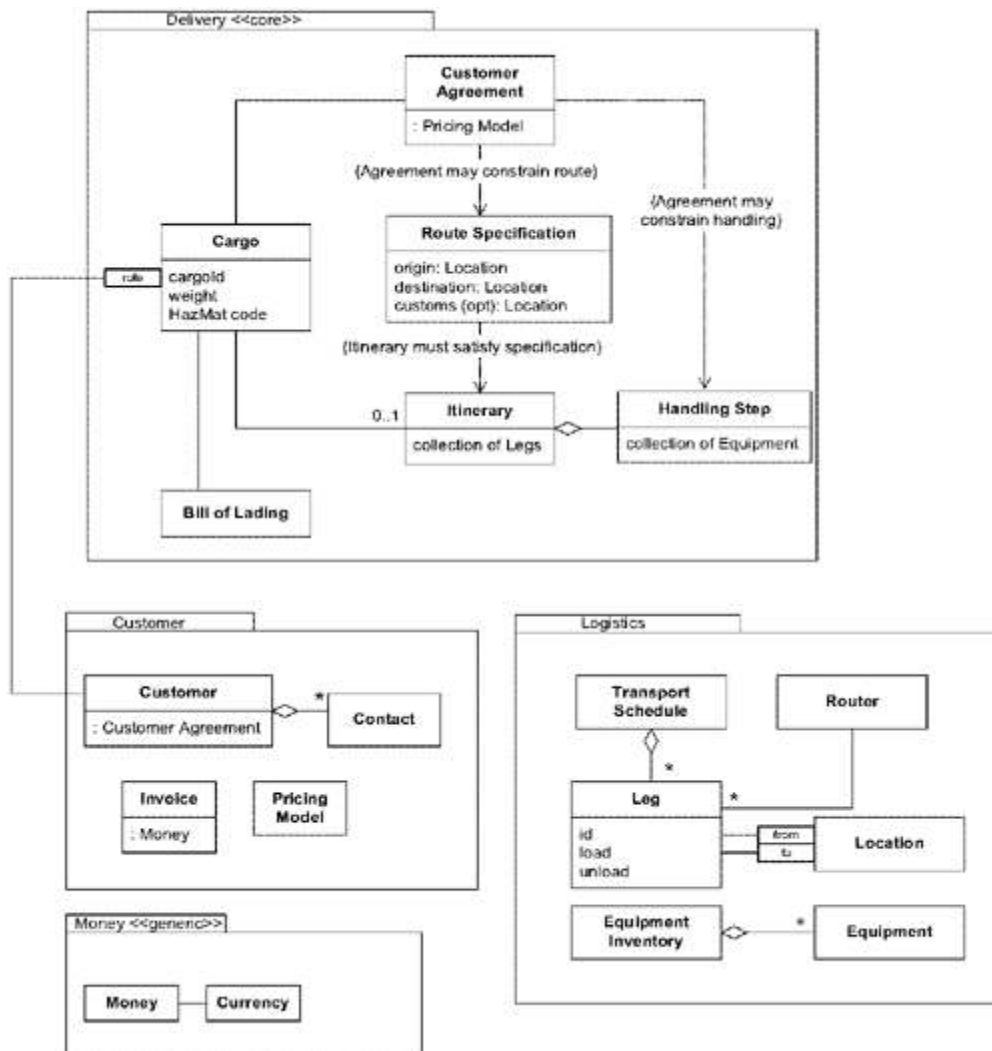 Delivery <<core>>
Customer
Agreement
: Pricing Model
{Agreement may constrain route}
{Agreement may
constrain handling}
Route Specification
origin: Location
destination: Location
customs (opt): Location
Cargo
role
cargoId
weight
HazMat code
{Itinerary must satisfy specification}
0..1
Itinerary
collection of Legs
Handling Step
collection of Equipment
Bill of Lading
Customer
Customer
: Customer Agreement
*
Contact
Invoice
: Money
Pricing
Model
Logistics
Transport
Schedule
Router
*
*
Leg
id
load
unload
from
to
Location
Equipment
Inventory
*
Equipment
Money <<generic>>
Money
Currency